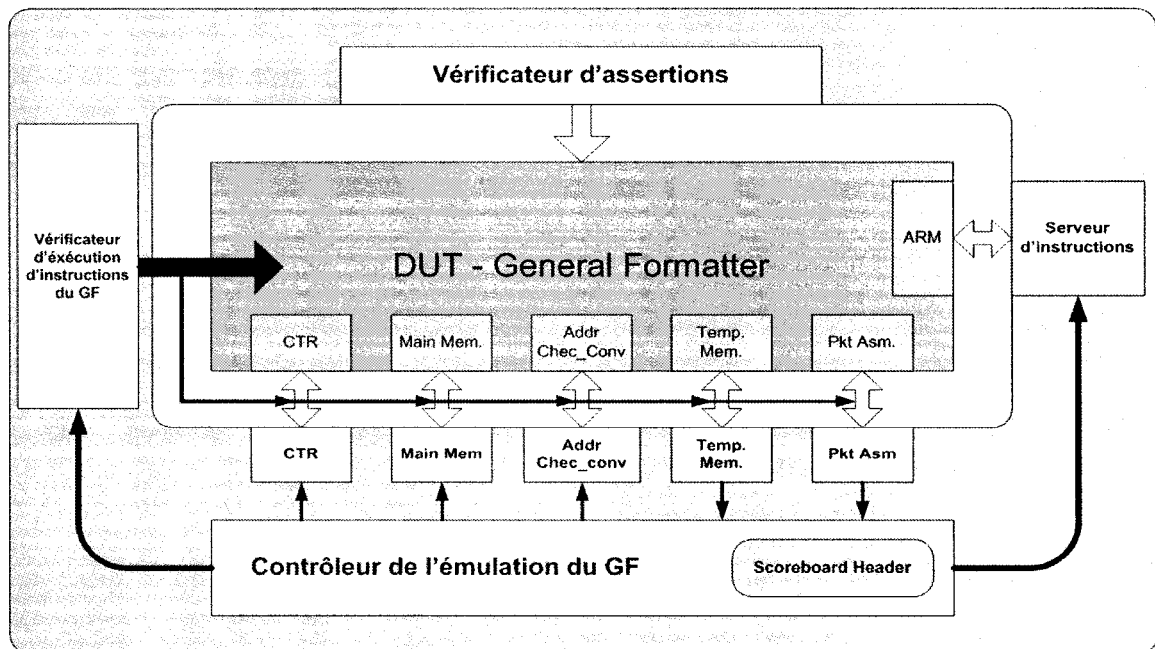 Vérificateur d'assertions
Vérificateur
d'éxécution
d'instructions
du GF
DUT - General Formatter
ARM
Serveur
d'instructions
CTR
Main Mem.
Addr
Chec_Conv
Temp.
Mem.
Pkt Asm.
CTR
Main Mem
Addr
Chec_conv
Temp.
Mem.
Pkt Asm
Contrôleur de l'émulation du GF
Scoreboard Header